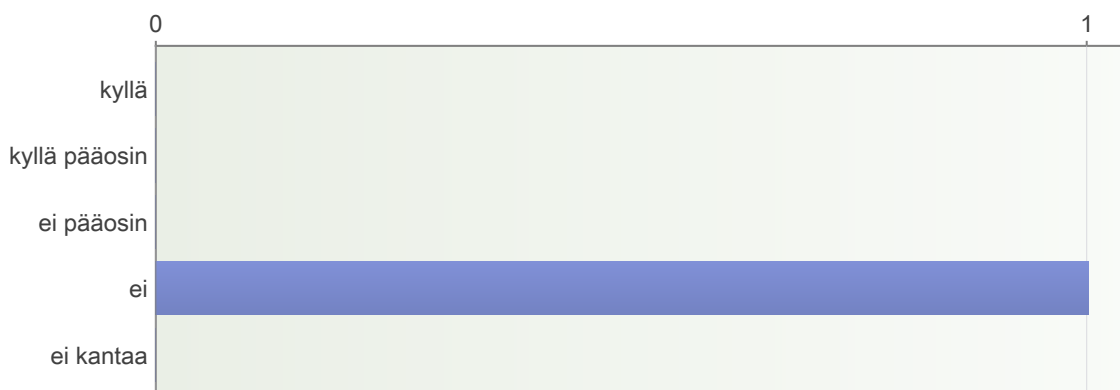 0 1
kyllä
kyllä pääosin
ei pääosin
ei
ei kantaa